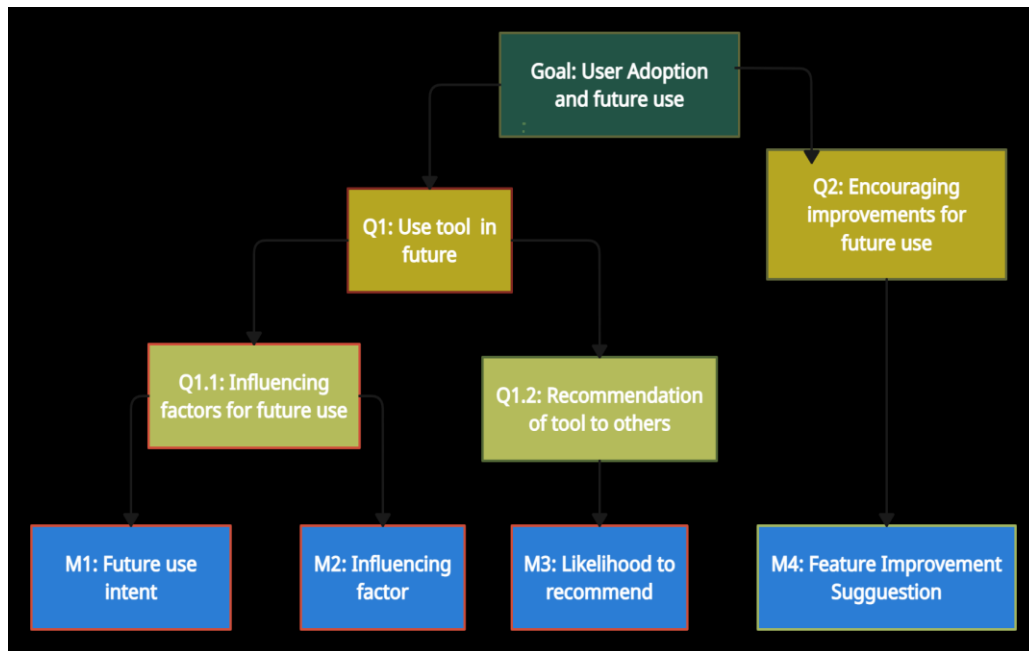 Goal: User Adoption
and future use
:
Q1: Use tool in
future
Q2: Encouraging
improvements for
future use
Q1.1: Influencing
factors for future use
Q1.2: Recommendation
of tool to others
M1: Future use
intent
M2: Influencing
factor
M3: Likelihood to
recommend
M4: Feature Improvement
Sugguestion